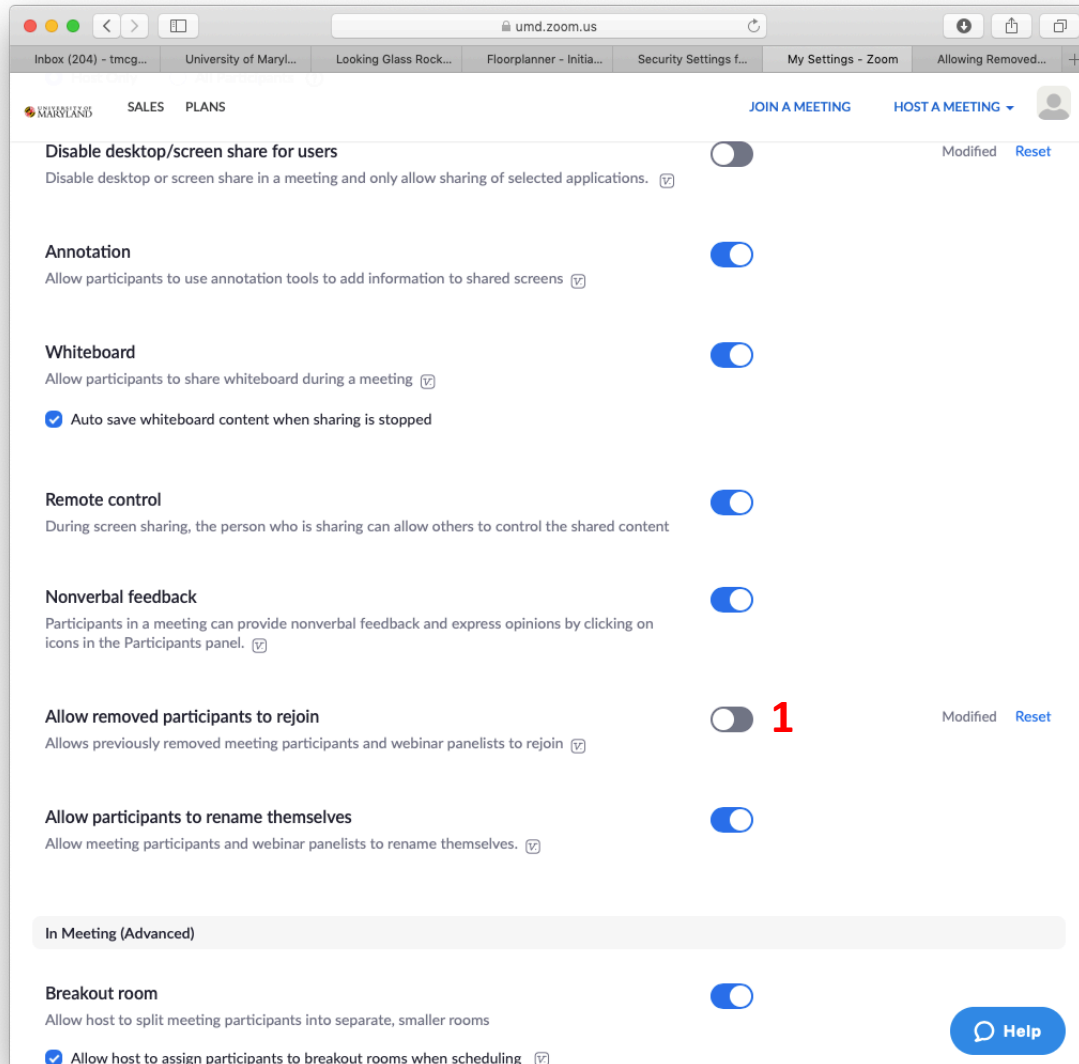 umd.zoom.us
Inbox (204) - tmcg...
University of Maryl...
Looking Glass Rock...
Floorplanner - Initia...
Security Settings f...
My Settings - Zoom
Allowing Removed...
UNIVERSITY OF
MARYLAND
SALES
PLANS
JOIN A MEETING
HOST A MEETING
Disable desktop/screen share for users
Modified Reset
Disable desktop or screen share in a meeting and only allow sharing of selected applications.
Annotation
Allow participants to use annotation tools to add information to shared screens
Whiteboard
Allow participants to share whiteboard during a meeting
Auto save whiteboard content when sharing is stopped
Remote control
During screen sharing, the person who is sharing can allow others to control the shared content
Nonverbal feedback
Participants in a meeting can provide nonverbal feedback and express opinions by clicking on
icons in the Participants panel.
Allow removed participants to rejoin
1
Modified Reset
Allows previously removed meeting participants and webinar panelists to rejoin
Allow participants to rename themselves
Allow meeting participants and webinar panelists to rename themselves.
In Meeting (Advanced)
Breakout room
Allow host to split meeting participants into separate, smaller rooms
Allow host to assign participants to breakout rooms when scheduling
Help